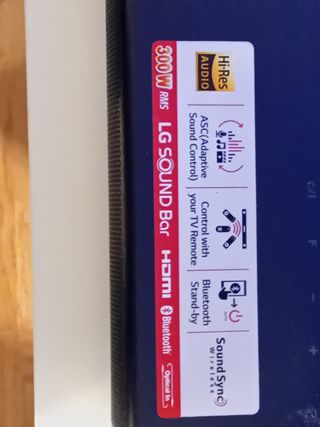 Hi-Res
AUDIO
ASC(Adaptive
Sound Control)
Control with
your TV Remote
Bluetooth
Stand-by
Sound Sync
Wireless
300W RMS
LG SOUND Bar
HDMI
Bluetooth
Optical In
F
-
+